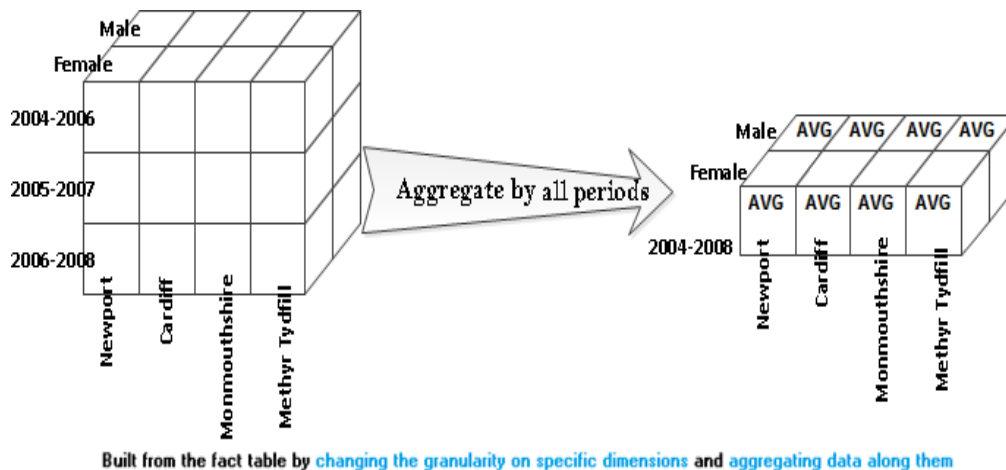 Male
Female
2004-2006
2005-2007
2006-2008
Newport
Cardiff
Monmouthshire
Methyr Tydfill
Aggregate by all periods
Male
AVG AVG AVG AVG
Female
AVG AVG AVG AVG
2004-2008
Newport
Cardiff
Monmouthshire
Methyr Tydfill
Built from the fact table by changing the granularity on specific dimensions and aggregating data along them